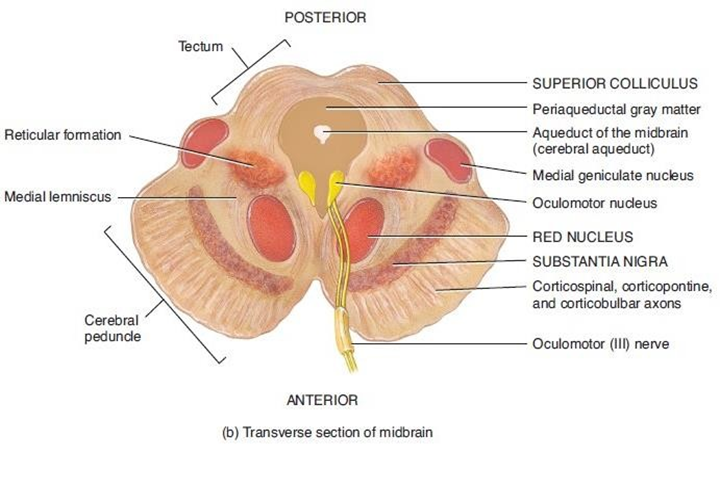 POSTERIOR
Tectum
SUPERIOR COLLICULUS
Periaqueductal gray matter
Reticular formation
Aqueduct of the midbrain
(cerebral aqueduct)
Medial geniculate nucleus
Medial lemniscus
Oculomotor nucleus
RED NUCLEUS
SUBSTANTIA NIGRA
Corticospinal, corticopontine,
and corticobulbar axons
Cerebral
peduncle
Oculomotor (III) nerve
ANTERIOR
(b) Transverse section of midbrain